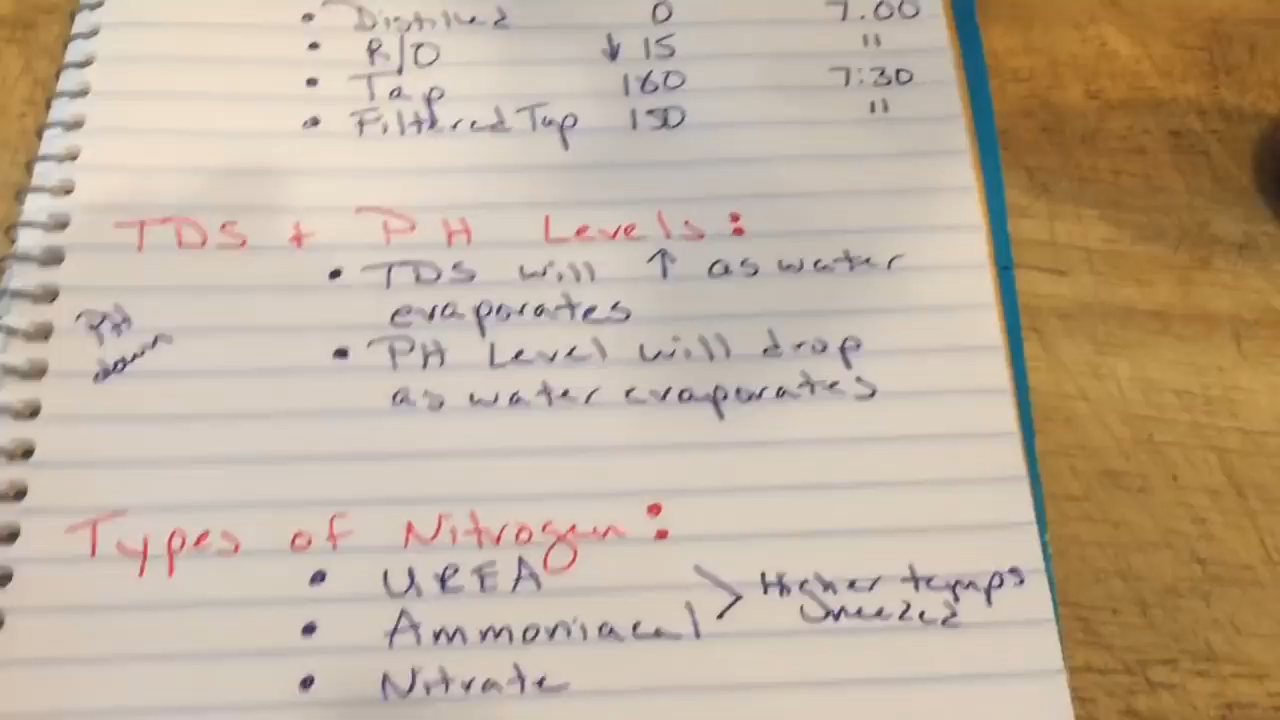 • Distilled 0 7.00
• R/O ↓ 15 "
• Tap 160 7:30
• Filtered Tap 150 "
TDS + PH Levels:
• TDS will ↑ as water
evaporates
PH
down
• PH Level will drop
as water evaporates
Types of Nitrogen:
• UREA
• Ammoniacal > Higher temps
• Nitrate